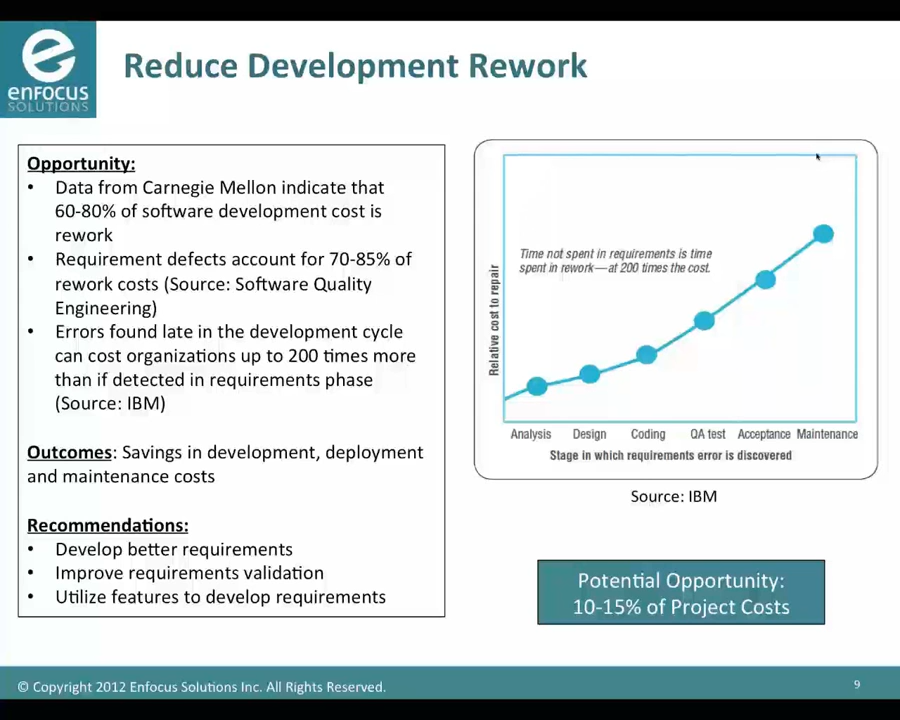 enfocus
SOLUTIONS
Reduce Development Rework
Opportunity:
• Data from Carnegie Mellon indicate that
60-80% of software development cost is
rework
• Requirement defects account for 70-85% of
rework costs (Source: Software Quality
Engineering)
• Errors found late in the development cycle
can cost organizations up to 200 times more
than if detected in requirements phase
(Source: IBM)
Outcomes: Savings in development, deployment
and maintenance costs
Recommendations:
• Develop better requirements
• Improve requirements validation
• Utilize features to develop requirements
Time not spent in requirements is time
spent in rework—at 200 times the cost.
Relative cost to repair
Analysis Design Coding QA test Acceptance Maintenance
Stage in which requirements error is discovered
Source: IBM
Potential Opportunity:
10-15% of Project Costs
© Copyright 2012 Enfocus Solutions Inc. All Rights Reserved.
9